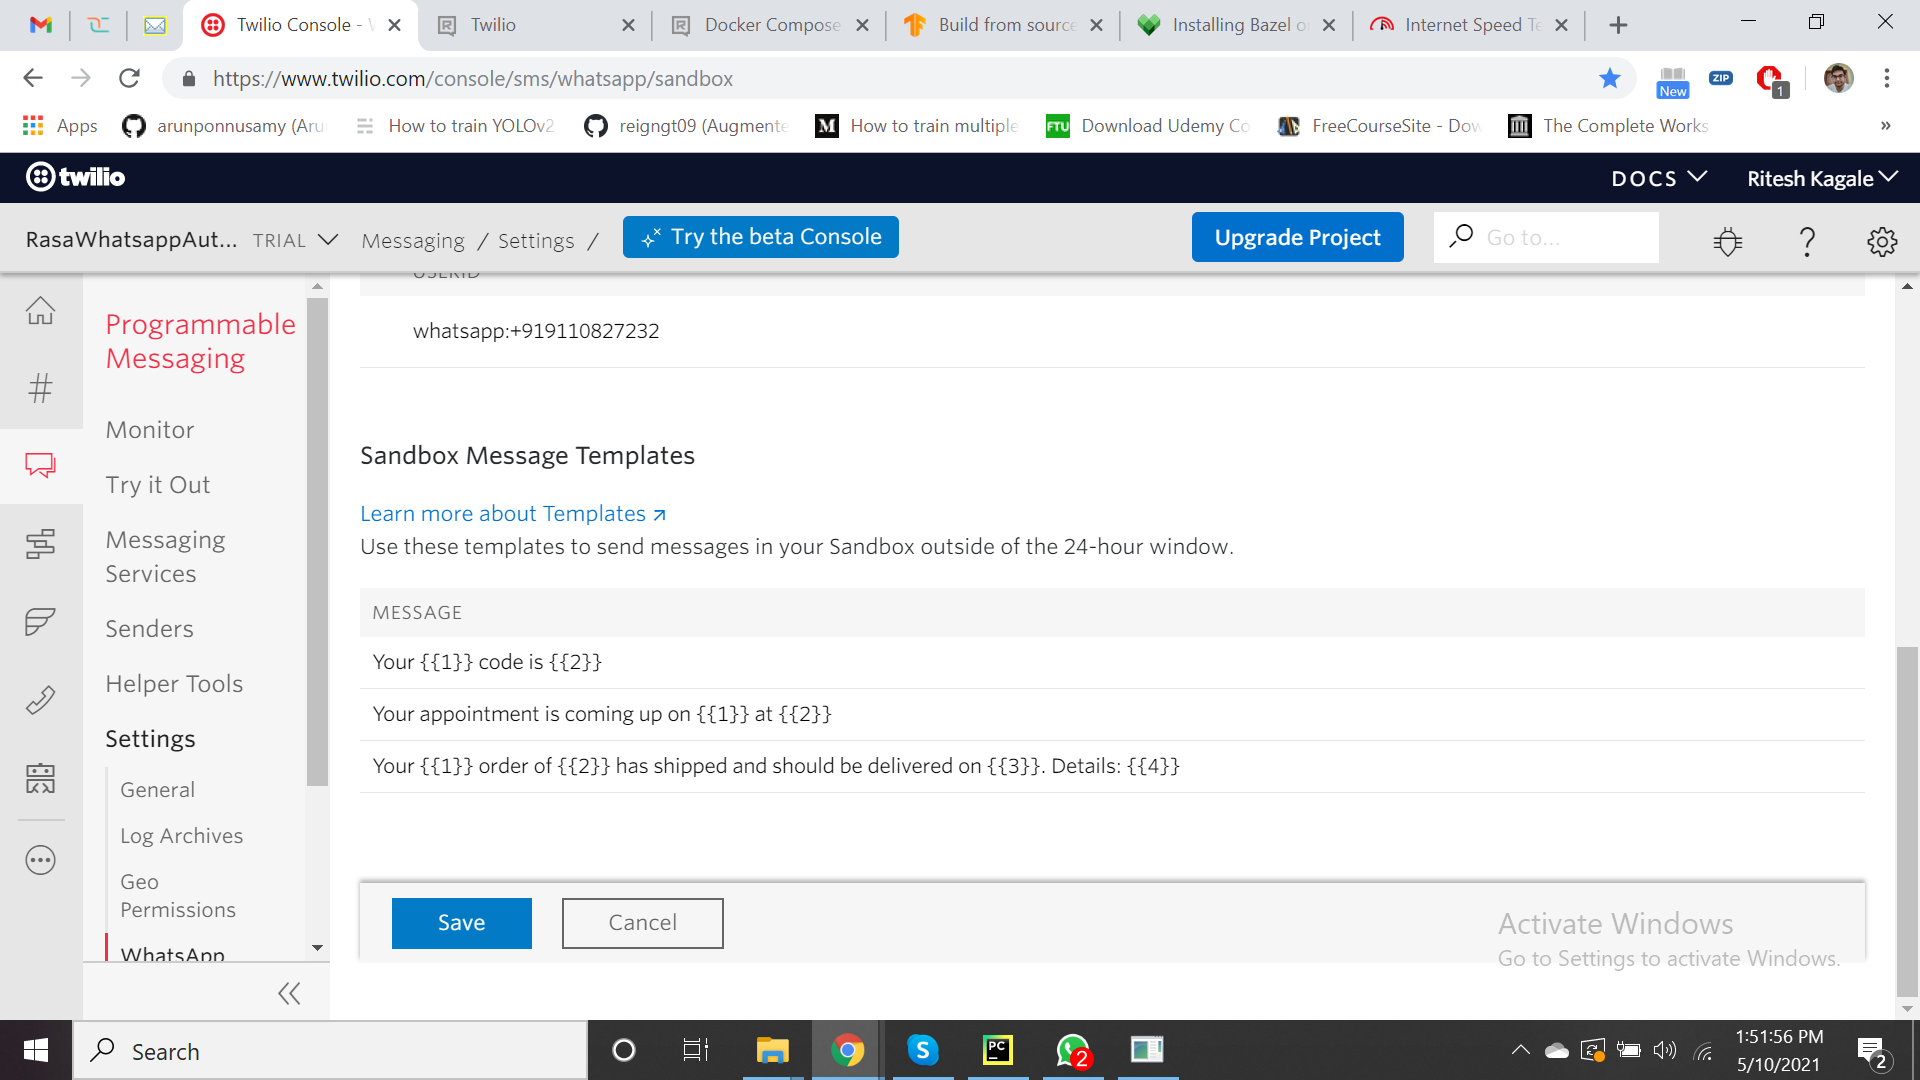 Twilio Console - W
Twilio
Docker Compose
Build from source
Installing Bazel o
Internet Speed Te
https://www.twilio.com/console/sms/whatsapp/sandbox
New
ZIP
1
Apps
arunponnusamy (Aru
How to train YOLOv2
reigngt09 (Augmente
M
How to train multiple
FTU
Download Udemy Co
FreeCourseSite - Dow
The Complete Works
»
twilio
DOCS
Ritesh Kagale
RasaWhatsappAut...
TRIAL
Messaging / Settings /
Try the beta Console
Upgrade Project
Go to...
Programmable
Messaging
Monitor
Try it Out
Messaging
Services
Senders
Helper Tools
Settings
General
Log Archives
Geo
Permissions
WhatsApp
USERID
whatsapp:+919110827232
Sandbox Message Templates
Learn more about Templates
Use these templates to send messages in your Sandbox outside of the 24-hour window.
MESSAGE
Your {{1}} code is {{2}}
Your appointment is coming up on {{1}} at {{2}}
Your {{1}} order of {{2}} has shipped and should be delivered on {{3}}. Details: {{4}}
Save
Cancel
Activate Windows
Go to Settings to activate Windows.
Search
S
PC
2
1:51:56 PM
5/10/2021
2